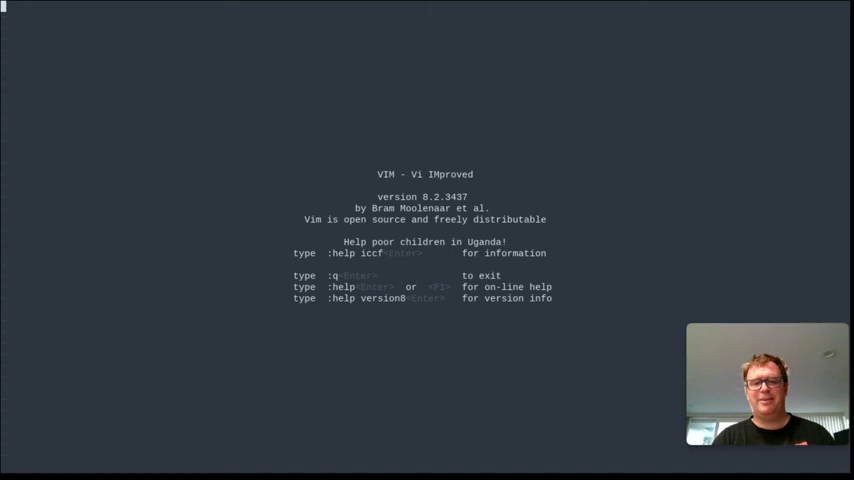 VIM - Vi IMproved
version 8.2.3437
by Bram Moolenaar et al.
Vim is open source and freely distributable
Help poor children in Uganda!
type :help iccf<Enter> for information
type :q<Enter> to exit
type :help<Enter> or <F1> for on-line help
type :help version8<Enter> for version info